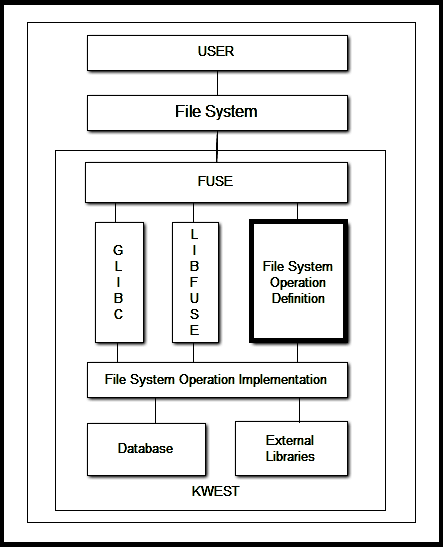 USER
File System
FUSE
G
L
I
B
C
L
I
B
F
U
S
E
File System
Operation
Definition
File System Operation Implementation
Database
External
Libraries
KWEST